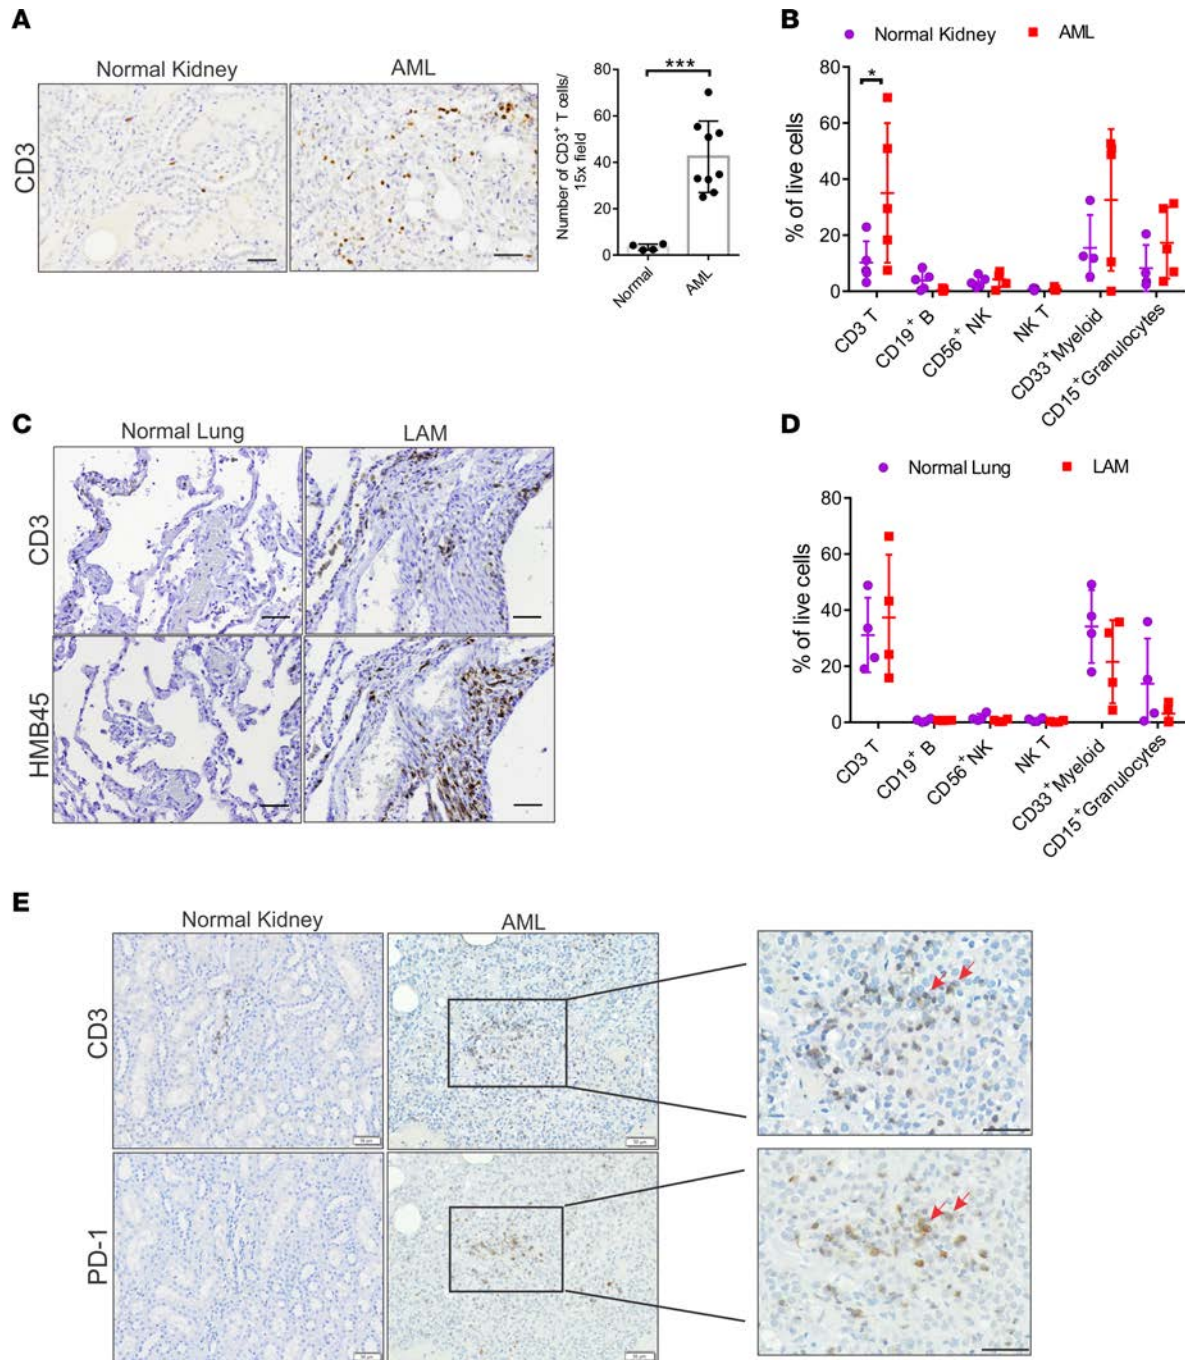 A
Normal Kidney
AML
CD3
Number of CD3+ T cells/
15x field
***
80
60
40
20
0
Normal
AML
B
Normal Kidney
AML
% of live cells
*
80
60
40
20
0
CD3 T
CD19+ B
CD56+ NK
NK T
CD33+Myeloid
CD15+Granulocytes
C
Normal Lung
LAM
CD3
HMB45
D
Normal Lung
LAM
% of live cells
80
60
40
20
0
CD3 T
CD19+ B
CD56+ NK
NK T
CD33+Myeloid
CD15+Granulocytes
E
Normal Kidney
AML
CD3
PD-1